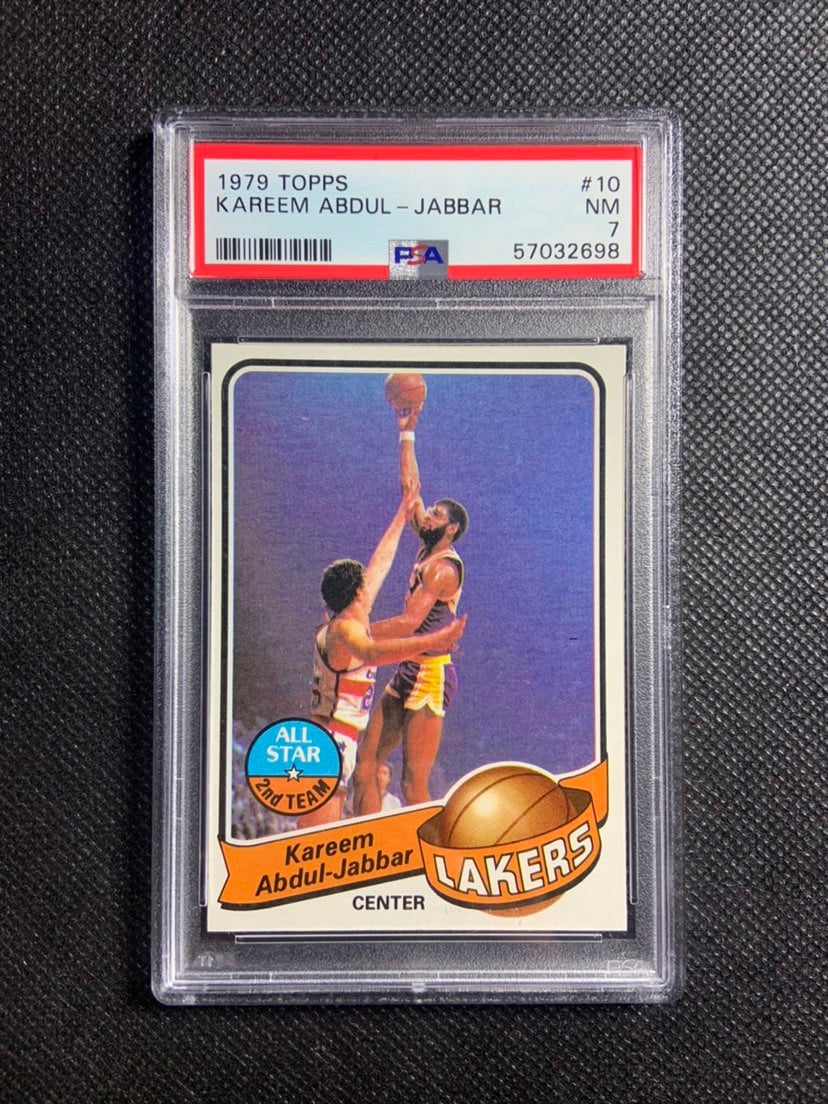 1979 TOPPS #10
KAREEM ABDUL-JABBAR NM
7
PSA 57032698
ALL
STAR
2nd TEAM
Kareem
Abdul-Jabbar
LAKERS
CENTER